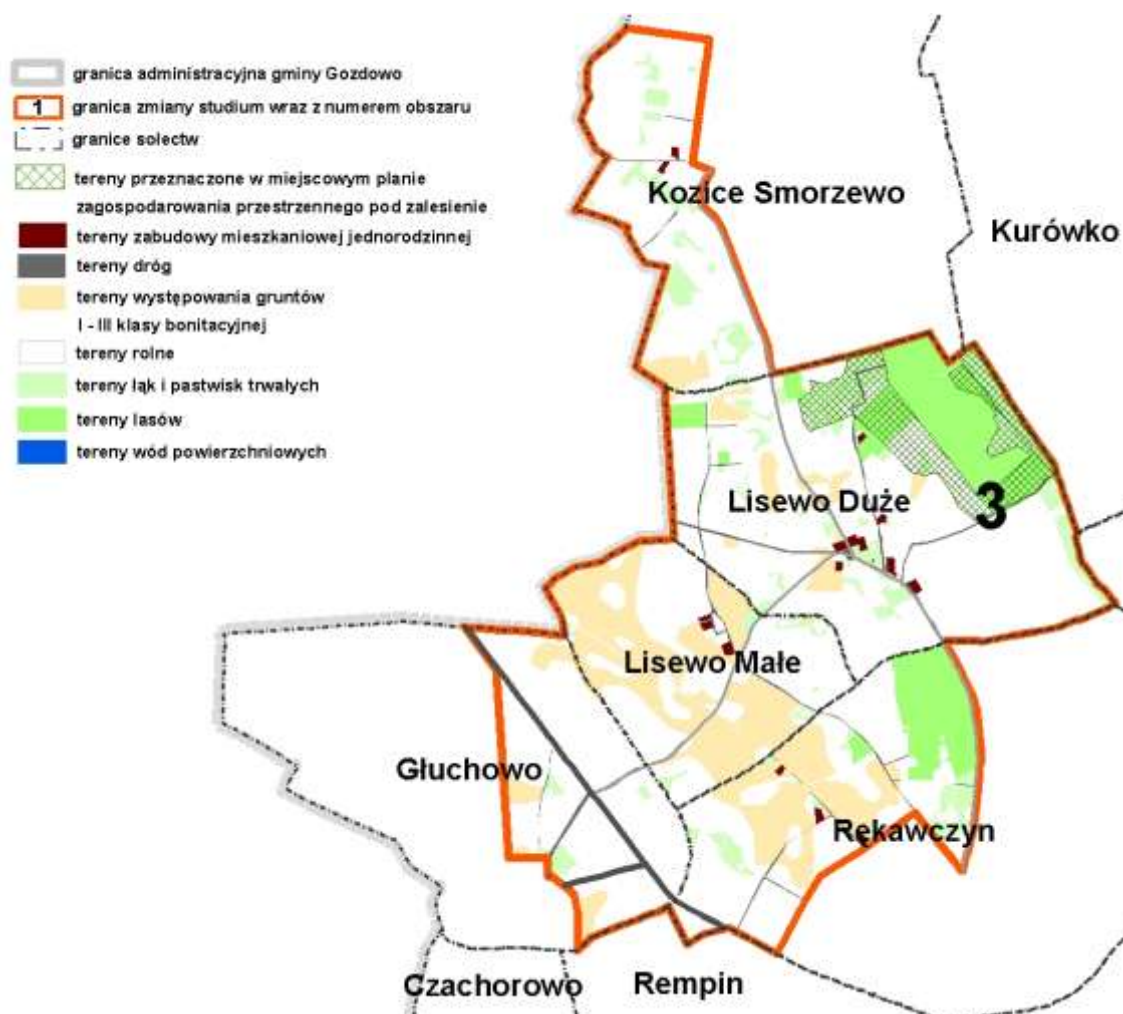 granica administracyjna gminy Gozdowo
1 granica zmiany studium wraz z numerem obszaru
granice sołectw
tereny przeznaczone w miejscowym planie
zagospodarowania przestrzennego pod zalesienie
tereny zabudowy mieszkaniowej jednorodzinnej
tereny dróg
tereny występowania gruntów
I - III klasy bonitacyjnej
tereny rolne
tereny łąk i pastwisk trwałych
tereny lasów
tereny wód powierzchniowych
Kozice Smorzewo
Kurówko
Lisewo Duże
3
Lisewo Małe
Głuchowo
Rękawczyn
Czachorowo
Rempin